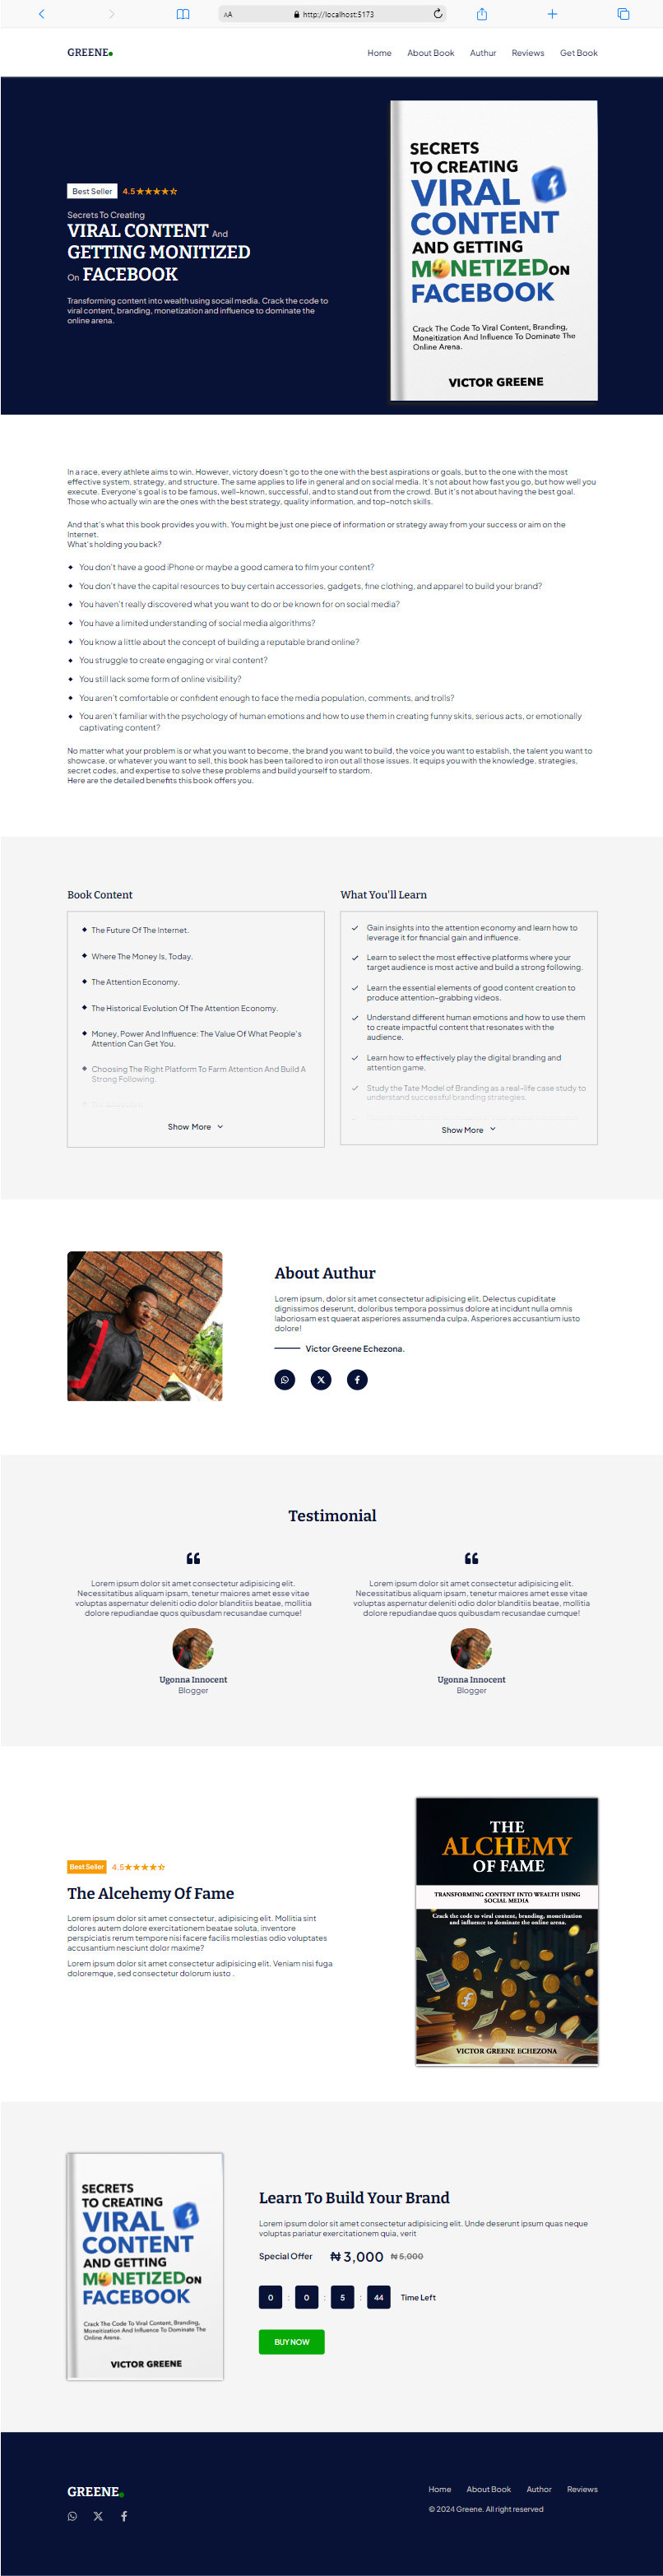 AA http://localhost:5173
GREENE.
Home About Book Authur Reviews Get Book
Best Seller 4.5
Secrets To Creating
VIRAL CONTENT And
GETTING MONITIZED
On FACEBOOK
Transforming content into wealth using socail media. Crack the code to
viral content, branding, monetization and influence to dominate the
online arena.
SECRETS
TO CREATING
VIRAL
CONTENT
AND GETTING
MONETIZED ON
FACEBOOK
Crack The Code To Viral Content, Branding,
Moneitization And Influence To Dominate The
Online Arena.
VICTOR GREENE
In a race, every athlete aims to win. However, victory doesn't go to the one with the best aspirations or goals, but to the one with the most
effective system, strategy, and structure. The same applies to life in general and on social media. It's not about how fast you go, but how well you
execute. Everyone's goal is to be famous, well-known, successful, and to stand out from the crowd. But it's not about having the best goal.
Those who actually win are the ones with the best strategy, quality information, and top-notch skills.
And that's what this book provides you with. You might be just one piece of information or strategy away from your success or aim on the
Internet.
What's holding you back?
You don't have a good iPhone or maybe a good camera to film your content?
You don't have the capital resources to buy certain accessories, gadgets, fine clothing, and apparel to build your brand?
You haven't really discovered what you want to do or be known for on social media?
You have a limited understanding of social media algorithms?
You know a little about the concept of building a reputable brand online?
You struggle to create engaging or viral content?
You still lack some form of online visibility?
You aren't comfortable or confident enough to face the media population, comments, and trolls?
You aren't familiar with the psychology of human emotions and how to use them in creating funny skits, serious acts, or emotionally
captivating content?
No matter what your problem is or what you want to become, the brand you want to build, the voice you want to establish, the talent you want to
showcase, or whatever you want to sell, this book has been tailored to iron out all those issues. It equips you with the knowledge, strategies,
secret codes, and expertise to solve these problems and build yourself to stardom.
Here are the detailed benefits this book offers you.
Book Content
The Future Of The Internet.
Where The Money Is, Today.
The Attention Economy.
The Historical Evolution Of The Attention Economy.
Money, Power And Influence: The Value Of What People's
Attention Can Get You.
Choosing The Right Platform To Farm Attention And Build A
Strong Following.
Show More
What You'll Learn
Gain insights into the attention economy and learn how to
leverage it for financial gain and influence.
Learn to select the most effective platforms where your
target audience is most active and build a strong following.
Learn the essential elements of good content creation to
produce attention-grabbing videos.
Understand different human emotions and how to use them
to create impactful content that resonates with the
audience.
Learn how to effectively play the digital branding and
attention game.
Study the Tate Model of Branding as a real-life case study to
understand successful branding strategies.
Show More
About Authur
Lorem ipsum, dolor sit amet consectetur adipisicing elit. Delectus cupiditate
dignissimos deserunt, doloribus tempora possimus dolore at incidunt nulla omnis
laboriosam est quaerat asperiores assumenda culpa. Asperiores accusantium iusto
dolore!
Victor Greene Echezona.
Testimonial
Lorem ipsum dolor sit amet consectetur adipisicing elit.
Necessitatibus aliquam ipsam, tenetur maiores amet esse vitae
voluptas aspernatur deleniti odio dolor blanditiis beatae, mollitia
dolore repudiandae quos quibusdam recusandae cumque!
Ugonna Innocent
Blogger
Lorem ipsum dolor sit amet consectetur adipisicing elit.
Necessitatibus aliquam ipsam, tenetur maiores amet esse vitae
voluptas aspernatur deleniti odio dolor blanditiis beatae, mollitia
dolore repudiandae quos quibusdam recusandae cumque!
Ugonna Innocent
Blogger
Best Seller 4.5
The Alcehemy Of Fame
Lorem ipsum dolor sit amet consectetur, adipisicing elit. Mollitia sint
dolores autem dolore exercitationem beatae soluta, inventore
perspiciatis rerum tempore nisi facere facilis molestias odio voluptates
accusantium nesciunt dolor maxime?
Lorem ipsum dolor sit amet consectetur adipisicing elit. Veniam nisi fuga
doloremque, sed consectetur dolorum iusto .
THE
ALCHEMY
OF FAME
TRANSFORMING CONTENT INTO WEALTH USING
SOCIAL MEDIA
Crack the code to viral content, branding, monetization
and influence to dominate the online arena.
VICTOR GREENE ECHEZONA
SECRETS
TO CREATING
VIRAL
CONTENT
AND GETTING
MONETIZED ON
FACEBOOK
Crack The Code To Viral Content, Branding,
Moneitization And Influence To Dominate The
Online Arena.
VICTOR GREENE
Learn To Build Your Brand
Lorem ipsum dolor sit amet consectetur adipisicing elit. Unde deserunt ipsum quas neque
voluptas pariatur exercitationem quia, verit
Special Offer ₦ 3,000 ₦ 5,000
0 : 0 : 5 : 44 Time Left
BUY NOW
GREENE.
Home About Book Author Reviews
© 2024 Greene. All right reserved